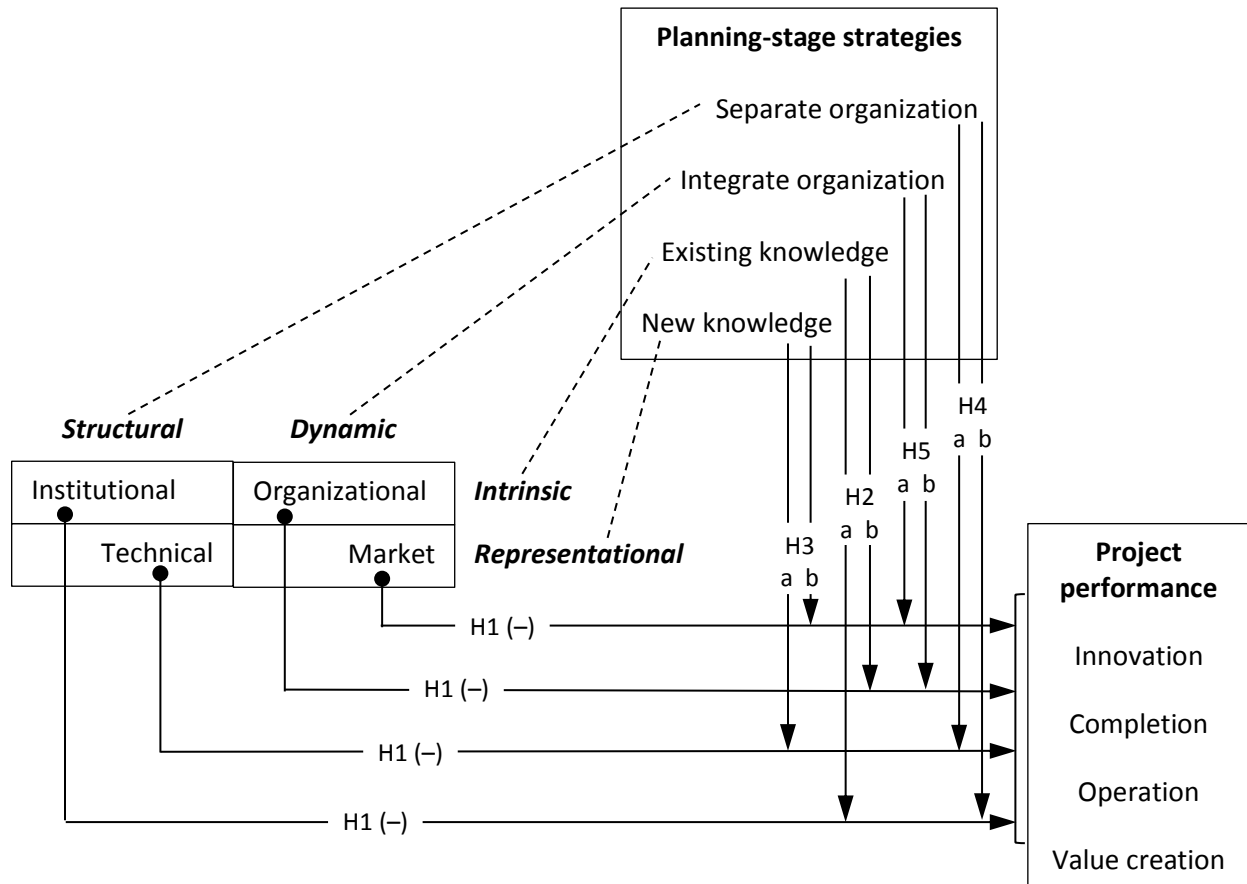 Planning-stage strategies
Separate organization
Integrate organization
Existing knowledge
New knowledge
Structural
Dynamic
Institutional
Organizational
Intrinsic
Technical
Market
Representational
H4
a b
H5
a b
H2
a b
H3
a b
Project
performance
Innovation
Completion
Operation
Value creation
H1 (–)
H1 (–)
H1 (–)
H1 (–)